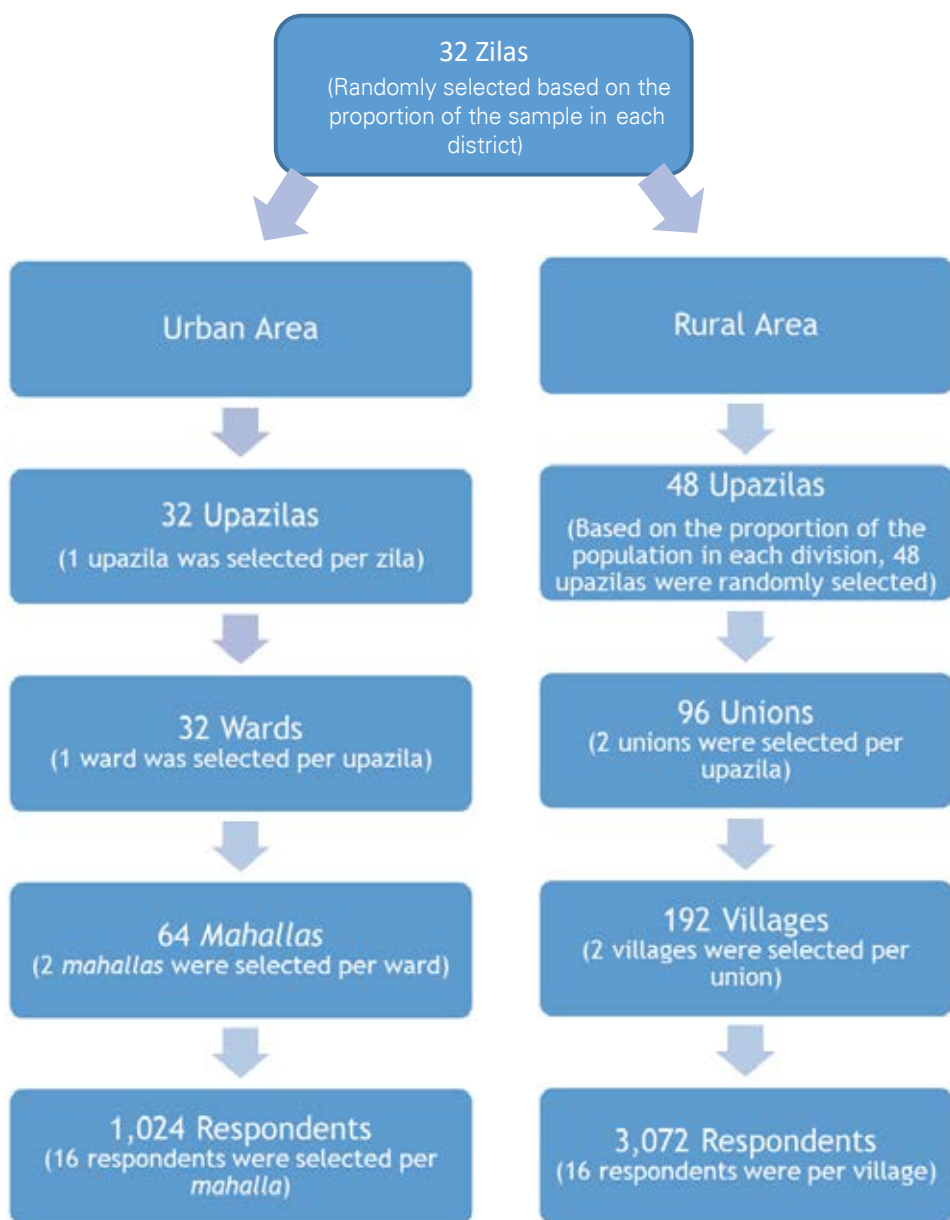 32 Zilas
(Randomly selected based on the
proportion of the sample in each
district)
Urban Area
32 Upazilas
(1 upazila was selected per zila)
32 Wards
(1 ward was selected per upazila)
64 Mahallas
(2 mahallas were selected per ward)
1,024 Respondents
(16 respondents were selected per
mahalla)
Rural Area
48 Upazilas
(Based on the proportion of the
population in each division, 48
upazilas were randomly selected)
96 Unions
(2 unions were selected per
upazila)
192 Villages
(2 villages were selected per
union)
3,072 Respondents
(16 respondents were per village)